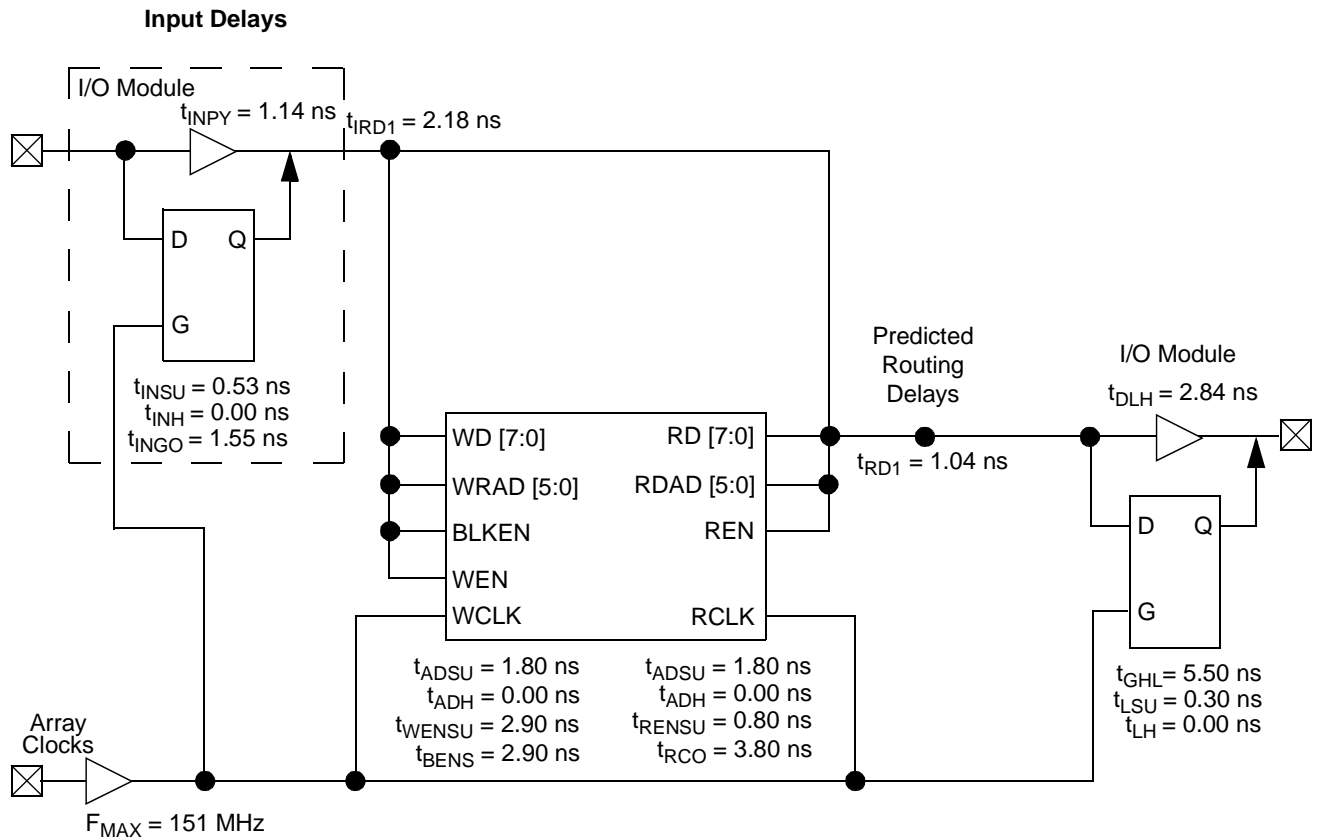 Input Delays
I/O Module
tINPY = 1.14 ns
tIRD1 = 2.18 ns
D Q
G
tINSU = 0.53 ns
tINH = 0.00 ns
tINGO = 1.55 ns
Predicted
Routing
Delays
I/O Module
tDLH = 2.84 ns
WD [7:0] RD [7:0]
tRD1 = 1.04 ns
WRAD [5:0] RDAD [5:0]
BLKEN REN
WEN
WCLK RCLK
D Q
G
tADSU = 1.80 ns
tADH = 0.00 ns
tWENSU = 2.90 ns
tBENS = 2.90 ns
tADSU = 1.80 ns
tADH = 0.00 ns
tRENSU = 0.80 ns
tRCO = 3.80 ns
tGHL= 5.50 ns
tLSU = 0.30 ns
tLH = 0.00 ns
Array
Clocks
FMAX = 151 MHz